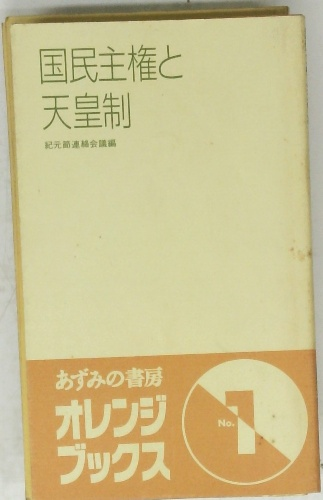 国民主権と
天皇制
紀元節連絡会議編
あずみの書房
オレンジ
ブックス
No.1